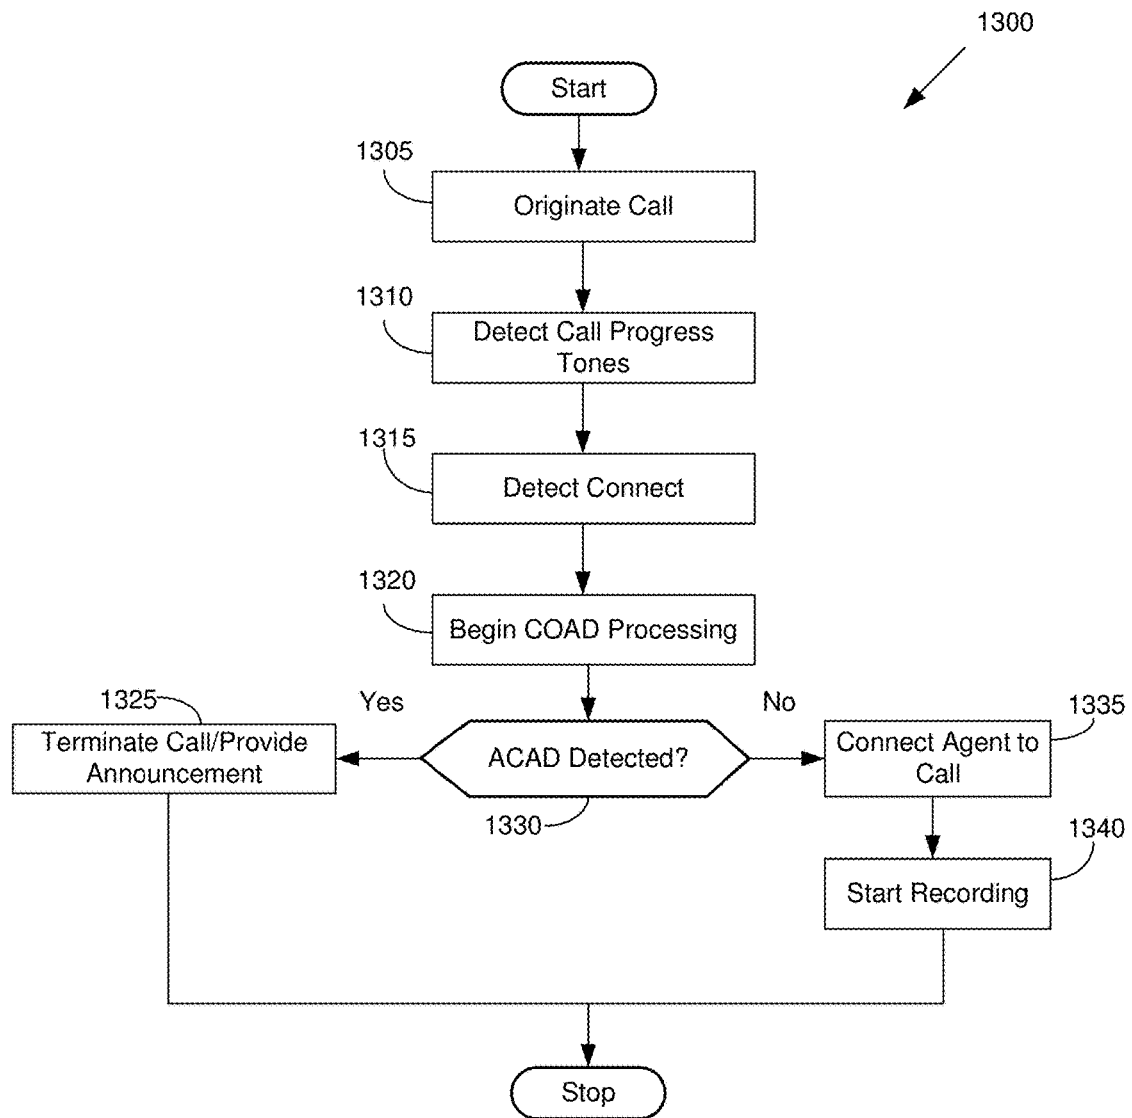 1300
Start
1305
Originate Call
1310
Detect Call Progress
Tones
1315
Detect Connect
1320
Begin COAD Processing
1325
Yes
No
1335
Terminate Call/Provide
Announcement
ACAD Detected?
Connect Agent to
Call
1330
1340
Start Recording
Stop